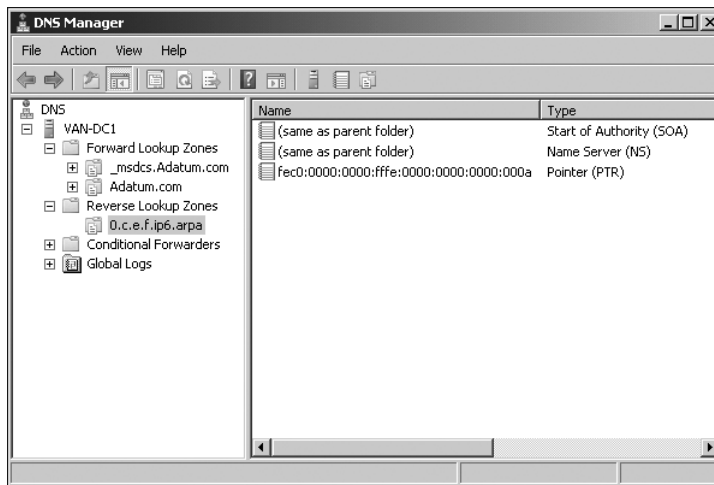 DNS Manager
File Action View Help
DNS
VAN-DC1
Forward Lookup Zones
_msdcs.Adatum.com
Adatum.com
Reverse Lookup Zones
0.c.e.f.ip6.arpa
Conditional Forwarders
Global Logs
Name Type
(same as parent folder) Start of Authority (SOA)
(same as parent folder) Name Server (NS)
fec0:0000:0000:fffe:0000:0000:0000:000a Pointer (PTR)